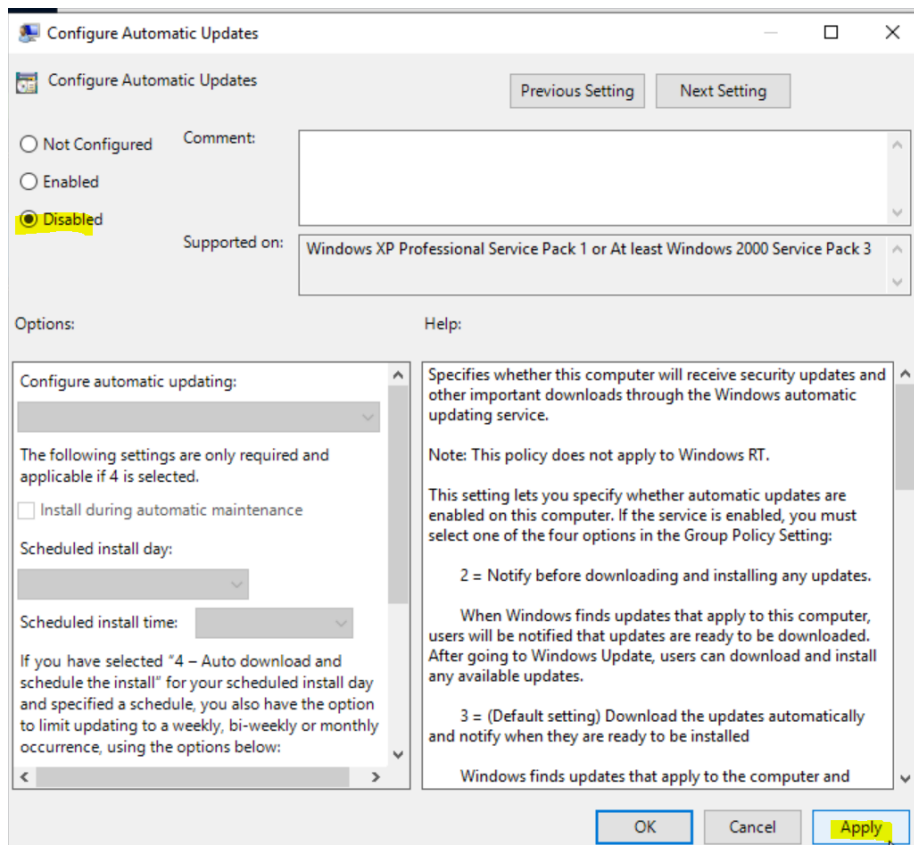 Configure Automatic Updates
Configure Automatic Updates
Previous Setting
Next Setting
Not Configured
Comment:
Enabled
Disabled
Supported on:
Windows XP Professional Service Pack 1 or At least Windows 2000 Service Pack 3
Options:
Help:
Configure automatic updating:
The following settings are only required and
applicable if 4 is selected.
Install during automatic maintenance
Scheduled install day:
Scheduled install time:
If you have selected "4 – Auto download and
schedule the install" for your scheduled install day
and specified a schedule, you also have the option
to limit updating to a weekly, bi-weekly or monthly
occurrence, using the options below:
Specifies whether this computer will receive security updates and
other important downloads through the Windows automatic
updating service.
Note: This policy does not apply to Windows RT.
This setting lets you specify whether automatic updates are
enabled on this computer. If the service is enabled, you must
select one of the four options in the Group Policy Setting:
2 = Notify before downloading and installing any updates.
When Windows finds updates that apply to this computer,
users will be notified that updates are ready to be downloaded.
After going to Windows Update, users can download and install
any available updates.
3 = (Default setting) Download the updates automatically
and notify when they are ready to be installed
Windows finds updates that apply to the computer and
OK
Cancel
Apply